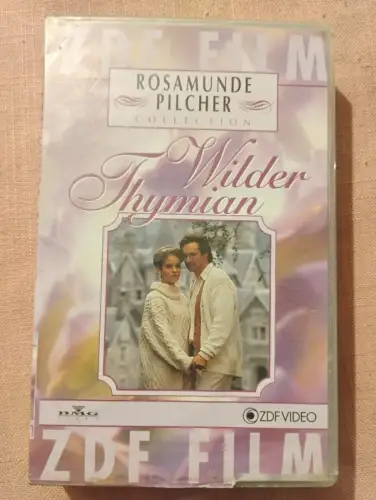 ZDF FILM
ROSAMUNDE
PILCHER
COLLECTION
Wilder
Thymian
BMG
ZDF VIDEO
ZDF FILM